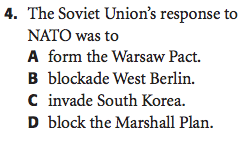 4. The Soviet Union’s response to
NATO was to
A form the Warsaw Pact.
B blockade West Berlin.
C invade South Korea.
D block the Marshall Plan.